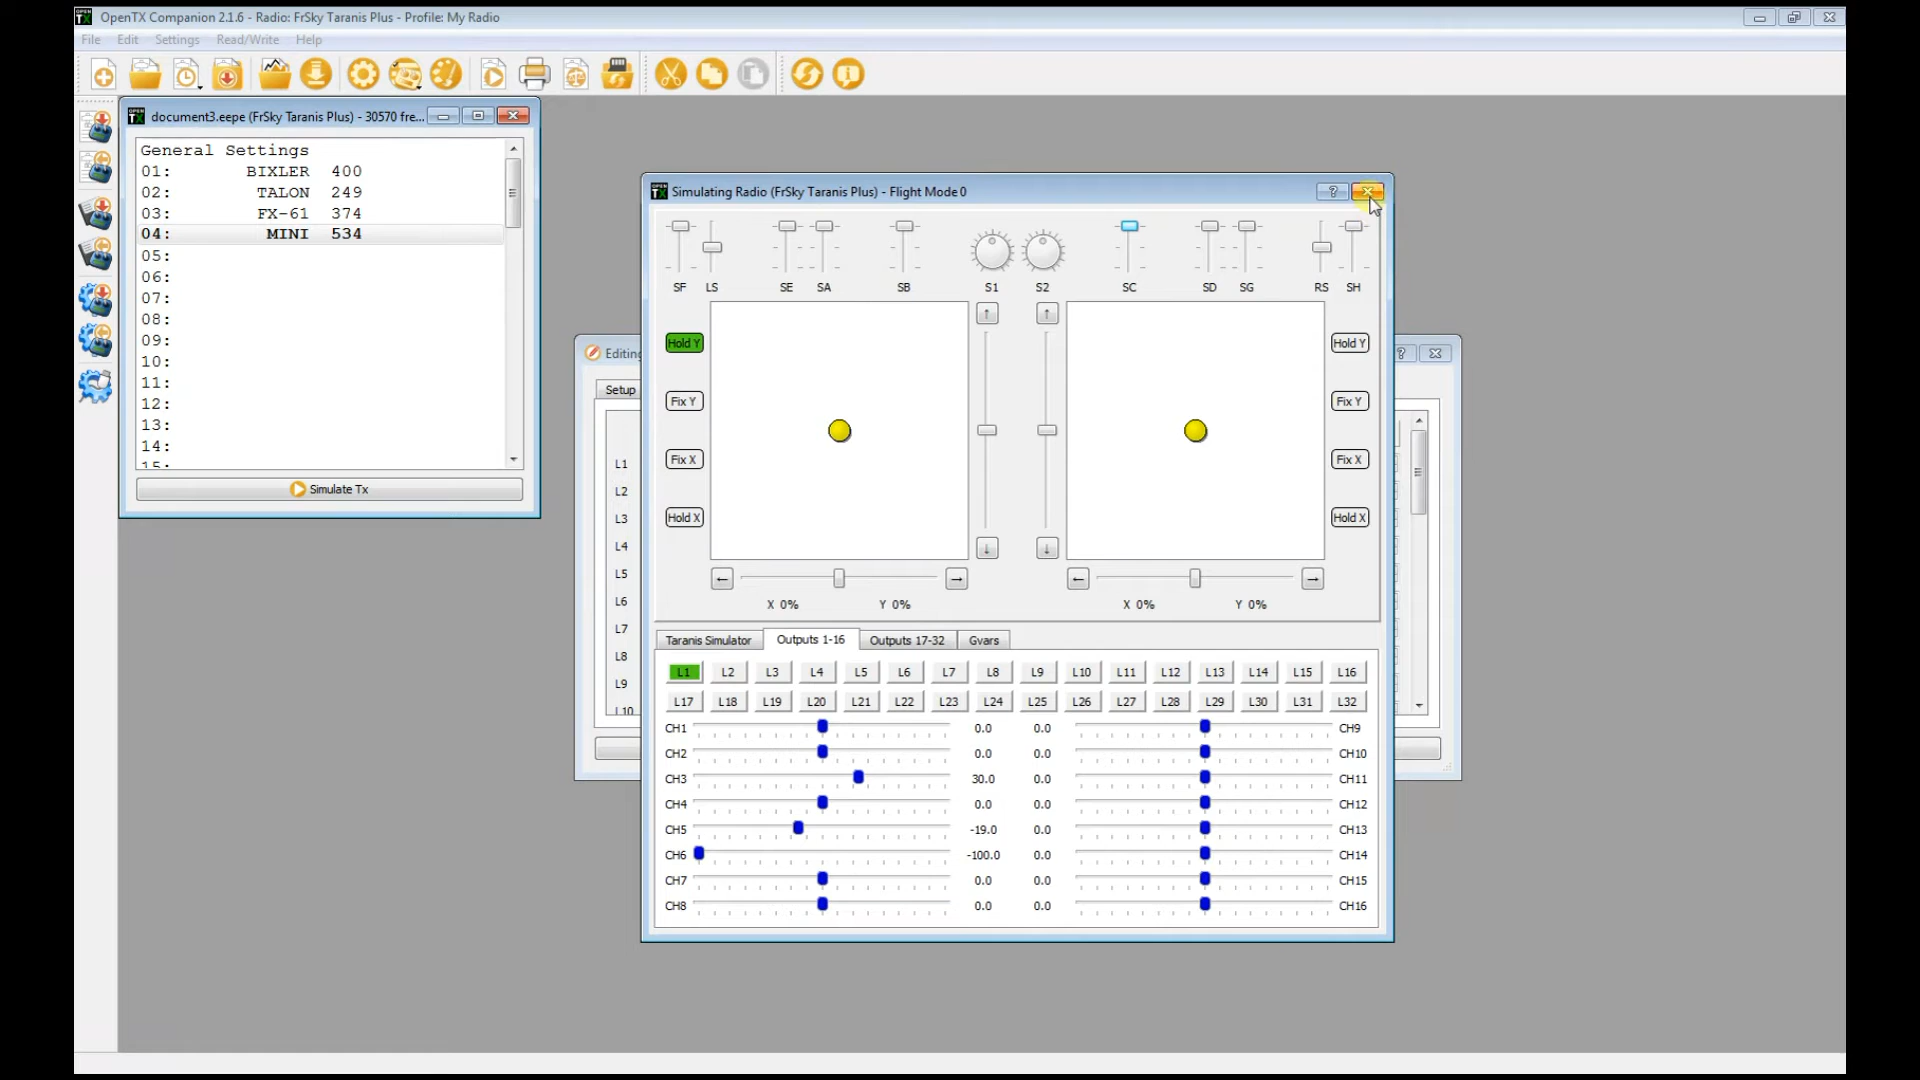 OpenTX Companion 2.1.6 - Radio: FrSky Taranis Plus - Profile: My Radio
File Edit Settings Read/Write Help
document3.eepe (FrSky Taranis Plus) - 30570 fre...
General Settings
01: BIXLER 400
02: TALON 249
03: FX-61 374
04: MINI 534
05:
06:
07:
08:
09:
10:
11:
12:
13:
14:
15:
Simulate Tx
Editing
Setup
L1
L2
L3
L4
L5
L6
L7
L8
L9
L10
Simulating Radio (FrSky Taranis Plus) - Flight Mode 0
SF LS SE SA SB S1 S2 SC SD SG RS SH
Hold Y Hold Y
Fix Y Fix Y
Fix X Fix X
Hold X Hold X
X 0% Y 0% X 0% Y 0%
Taranis Simulator Outputs 1-16 Outputs 17-32 Gvars
L1 L2 L3 L4 L5 L6 L7 L8 L9 L10 L11 L12 L13 L14 L15 L16
L17 L18 L19 L20 L21 L22 L23 L24 L25 L26 L27 L28 L29 L30 L31 L32
CH1 0.0 0.0 CH9
CH2 0.0 0.0 CH10
CH3 30.0 0.0 CH11
CH4 0.0 0.0 CH12
CH5 -19.0 0.0 CH13
CH6 -100.0 0.0 CH14
CH7 0.0 0.0 CH15
CH8 0.0 0.0 CH16